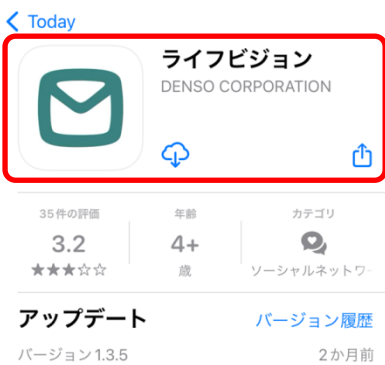 Today
ライフビジョン
DENSO CORPORATION
35件の評価 年齢 カテゴリ
3.2 4+
★★★☆☆ 歳 ソーシャルネットワー
アップデート バージョン履歴
バージョン 1.3.5 2か月前